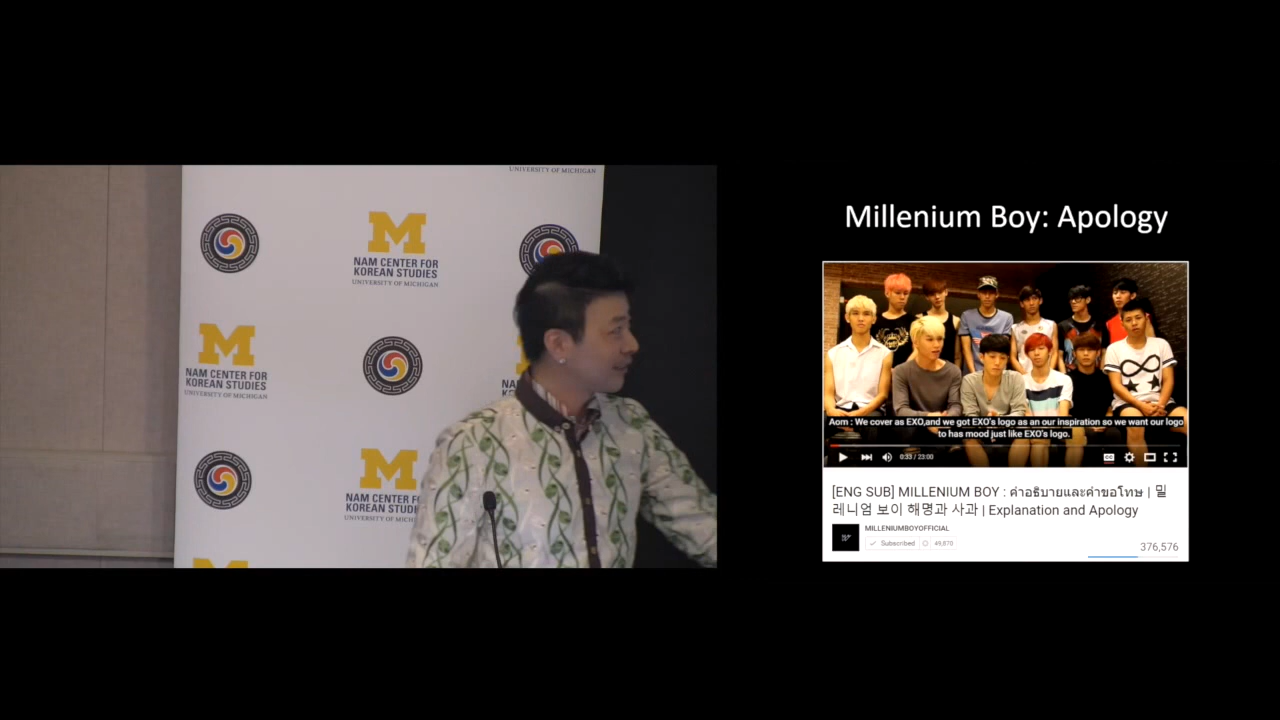 UNIVERSITY OF MICHIGAN
M
NAM CENTER FOR
KOREAN STUDIES
UNIVERSITY OF MICHIGAN
M
NAM CENTER FOR
KOREAN STUDIES
UNIVERSITY OF MICHIGAN
M
NAM CENTER FOR
KOREAN STUDIES
UNIVERSITY OF MICHIGAN
Millenium Boy: Apology
Aorn : We cover as EXO,and we got EXO's logo as an our inspiration so we want our logo
to has mood just like EXO's logo.
0:33 / 23:00
CC
[ENG SUB] MILLENIUM BOY : คำอธิบายและคำขอโทษ | 밀
레니엄 보이 해명과 사과 | Explanation and Apology
MILLENIUMBOYOFFICIAL
Subscribed
49,870
376,576